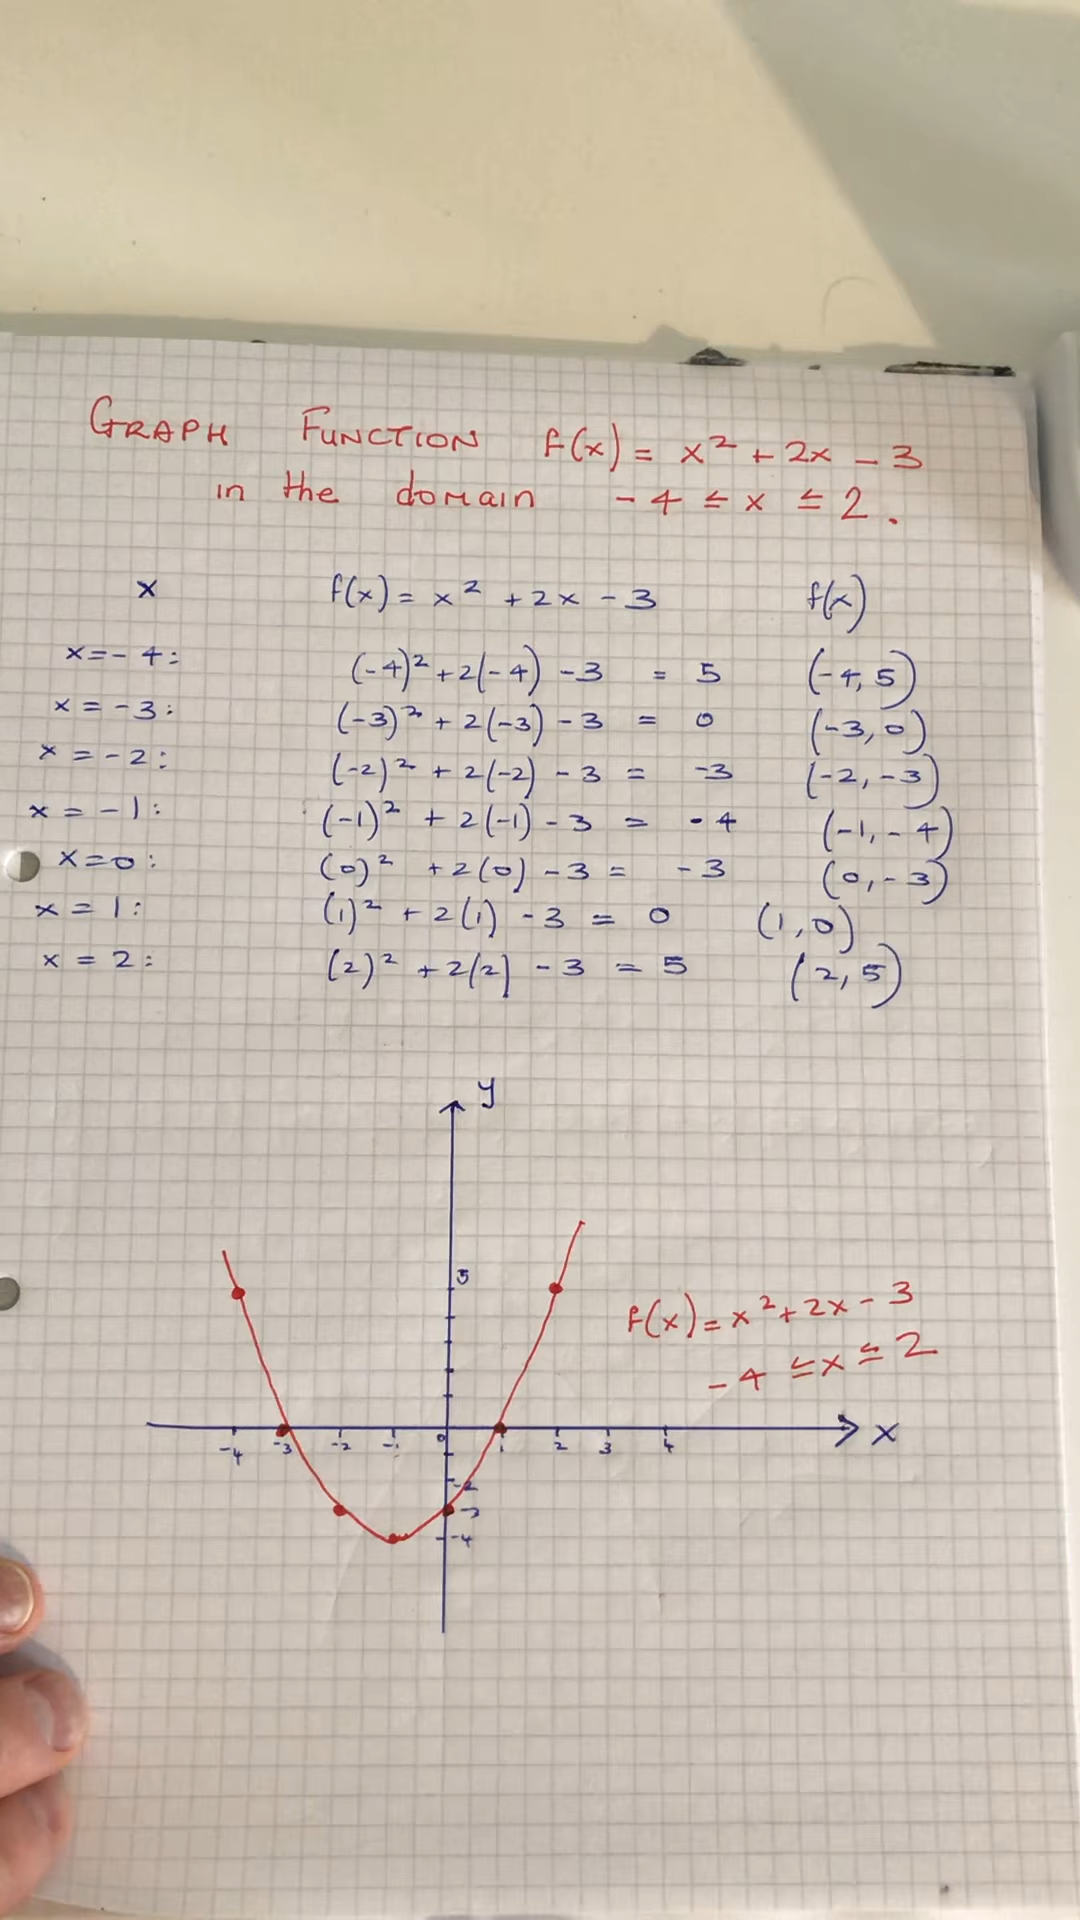 GRAPH FUNCTION f(x) = x² + 2x - 3
in the domain -4 ≤ x ≤ 2.
x f(x) = x² + 2x - 3 f(x)
x=-4: (-4)² + 2(-4) - 3 = 5 (-4, 5)
x = -3: (-3)² + 2(-3) - 3 = 0 (-3, 0)
x = -2: (-2)² + 2(-2) - 3 = -3 (-2, -3)
x = -1: (-1)² + 2(-1) - 3 = -4 (-1, -4)
x=0: (0)² + 2(0) - 3 = -3 (0, -3)
x = 1: (1)² + 2(1) - 3 = 0 (1, 0)
x = 2: (2)² + 2(2) - 3 = 5 (2, 5)
y
5
f(x) = x² + 2x - 3
-4 ≤ x ≤ 2
-4 -3 -2 -1 0 1 2 3 4 x
-2
-3
-4